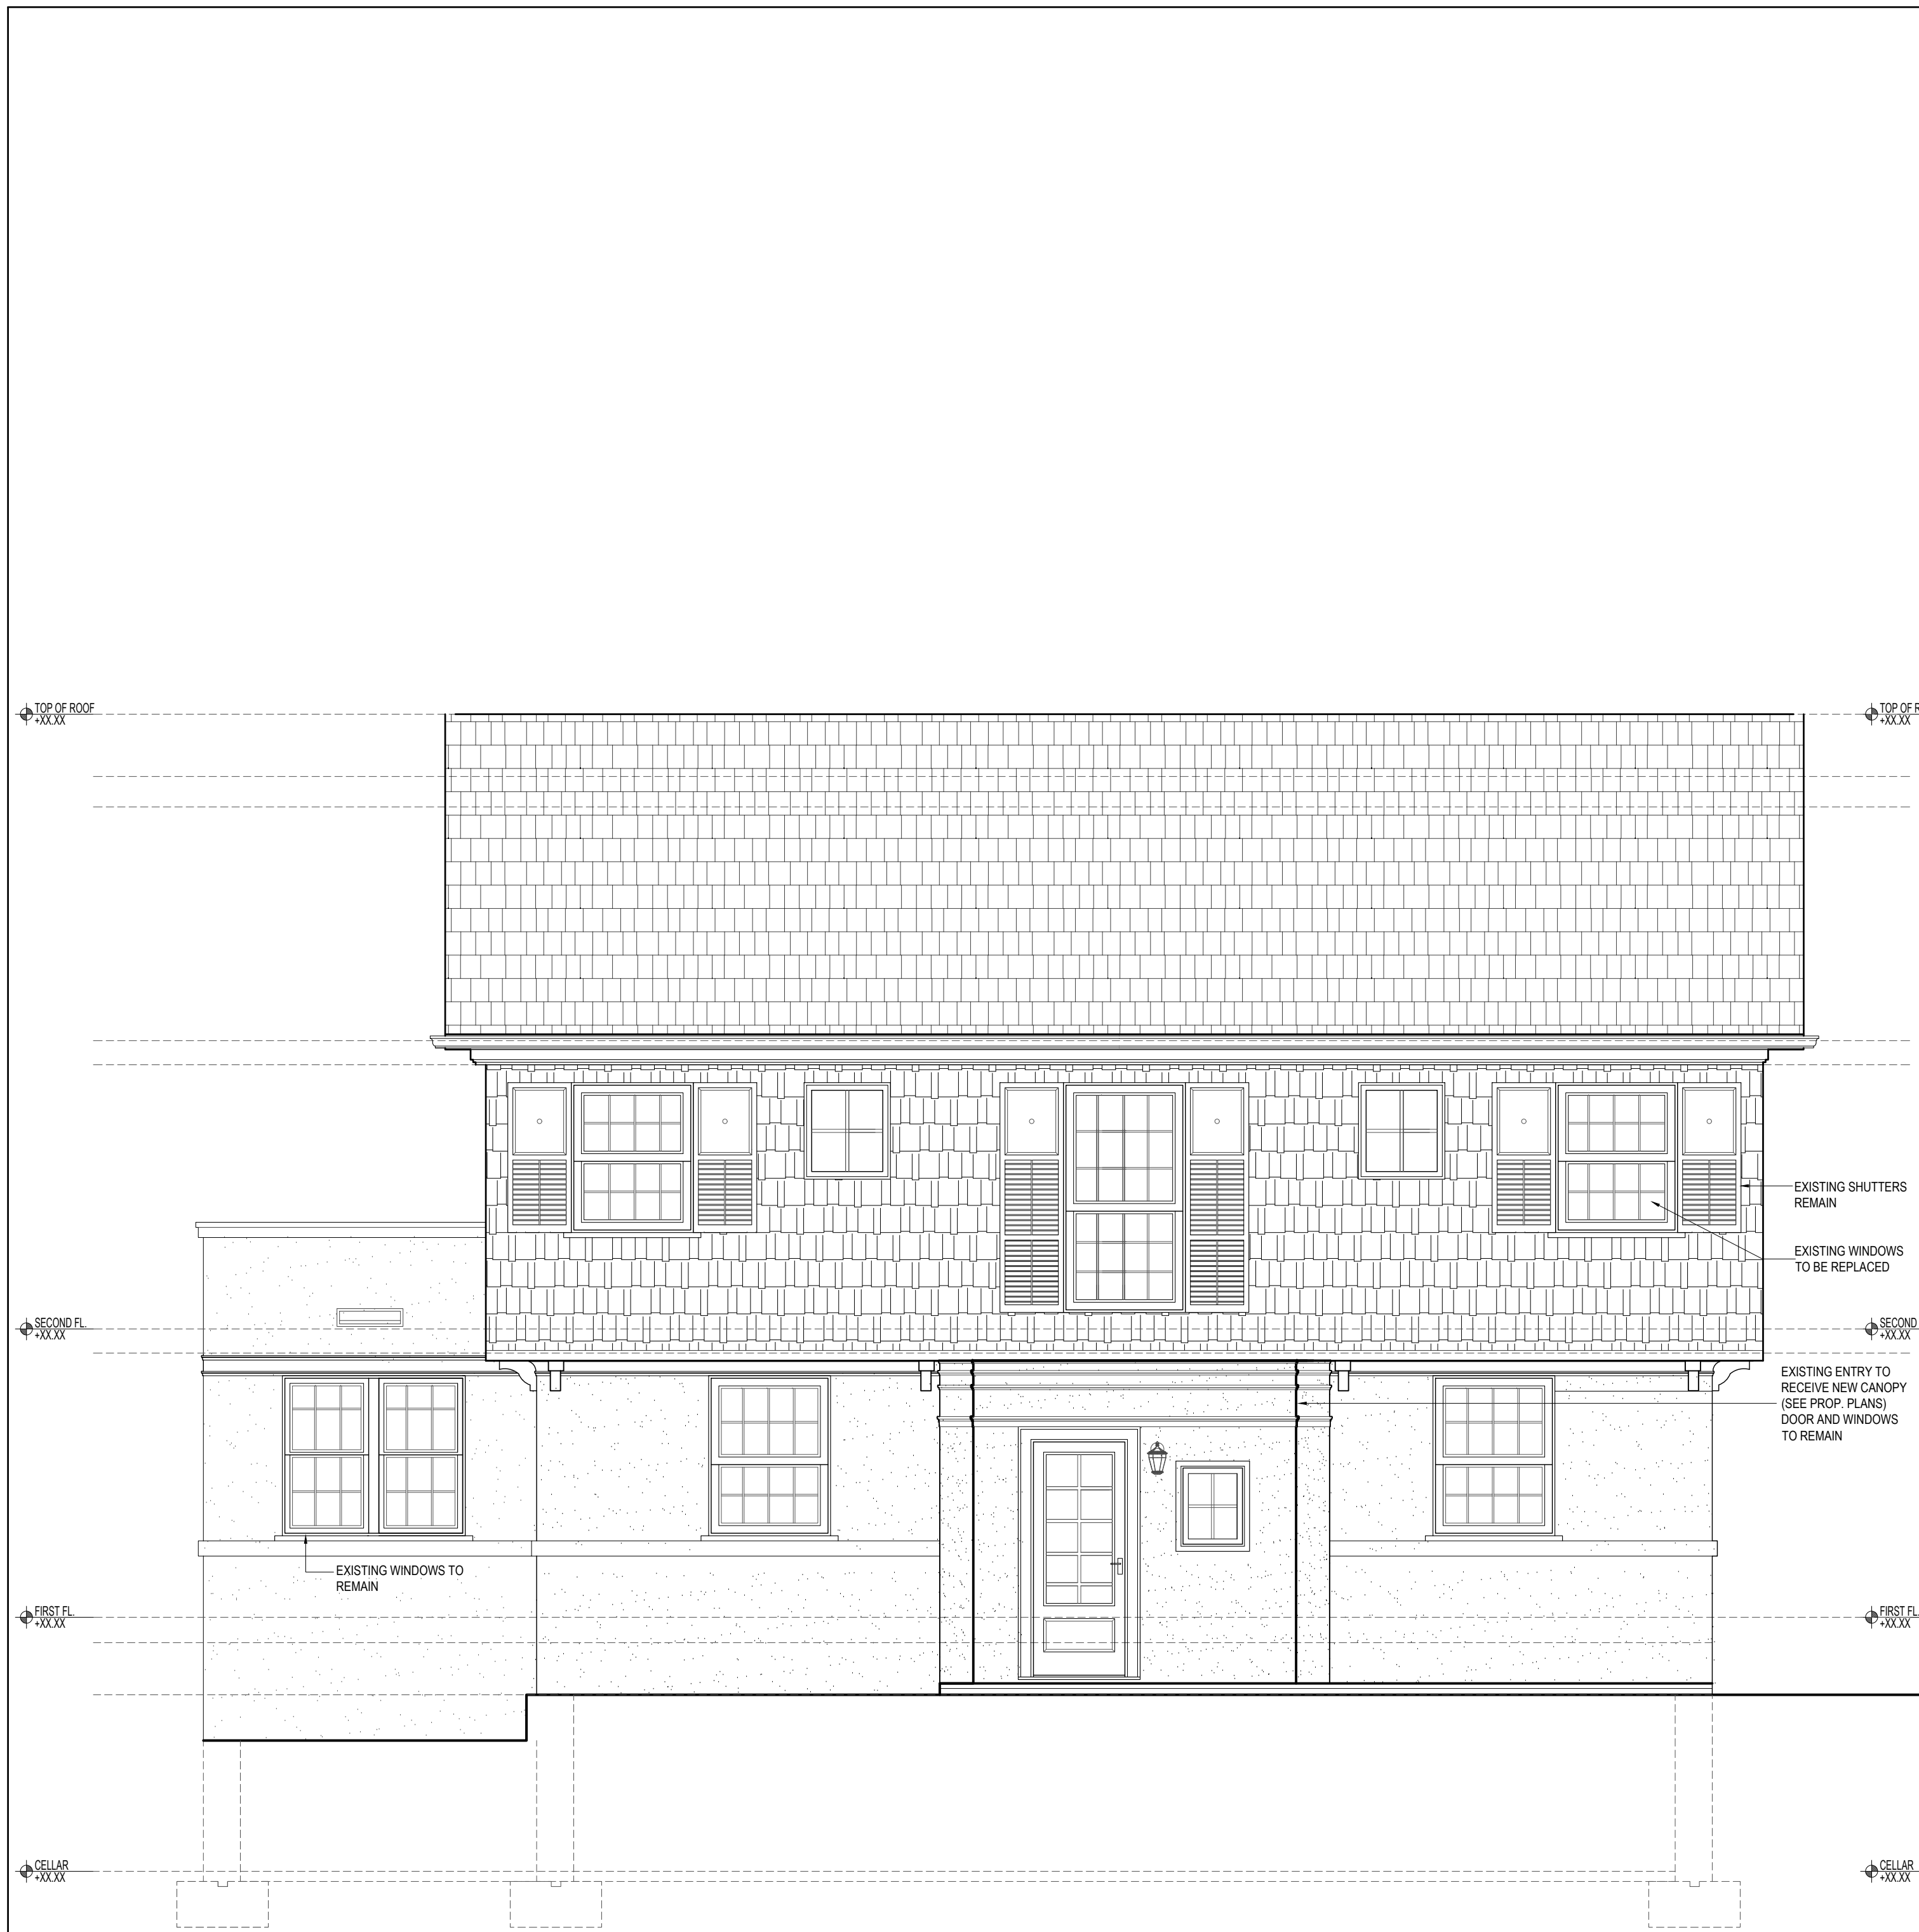 TOP OF ROOF
+XX.XX
TOP OF R
+XX.XX
EXISTING SHUTTERS
REMAIN
EXISTING WINDOWS
TO BE REPLACED
SECOND FL.
+XX.XX
SECOND
+XX.XX
EXISTING ENTRY TO
RECEIVE NEW CANOPY
(SEE PROP. PLANS)
DOOR AND WINDOWS
TO REMAIN
EXISTING WINDOWS TO
REMAIN
FIRST FL.
+XX.XX
FIRST FL.
+XX.XX
CELLAR
+XX.XX
CELLAR
+XX.XX